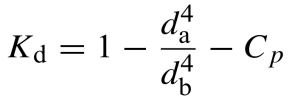 K_d = 1 − d_a^4 / d_b^4 − C_p